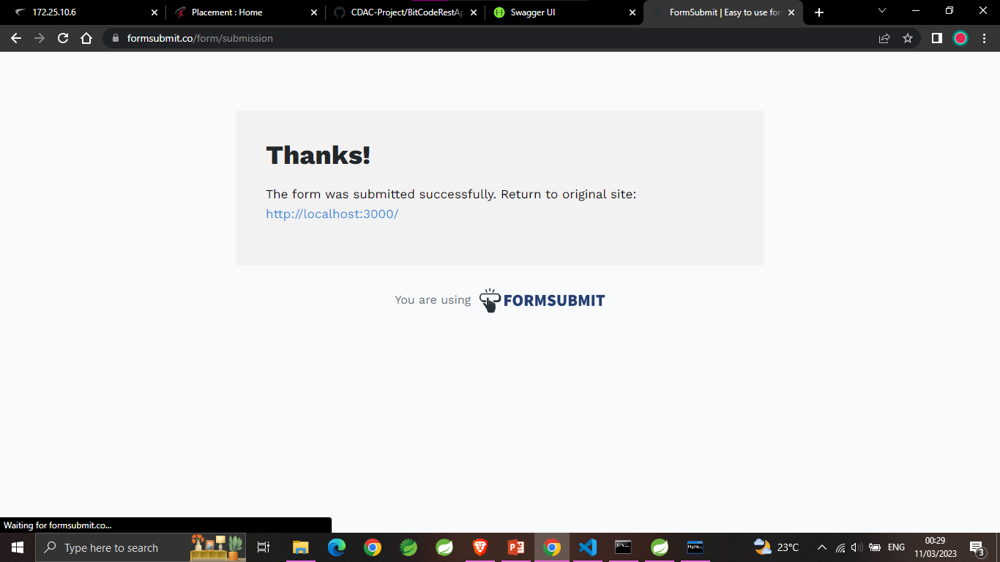 172.25.10.6
Placement : Home
CDAC-Project/BitCodeRestAp
Swagger UI
FormSubmit | Easy to use for
formsubmit.co/form/submission
Thanks!
The form was submitted successfully. Return to original site:
http://localhost:3000/
You are using FORMSUBMIT
Waiting for formsubmit.co...
Type here to search
23°C
ENG
00:29
11/03/2023
3